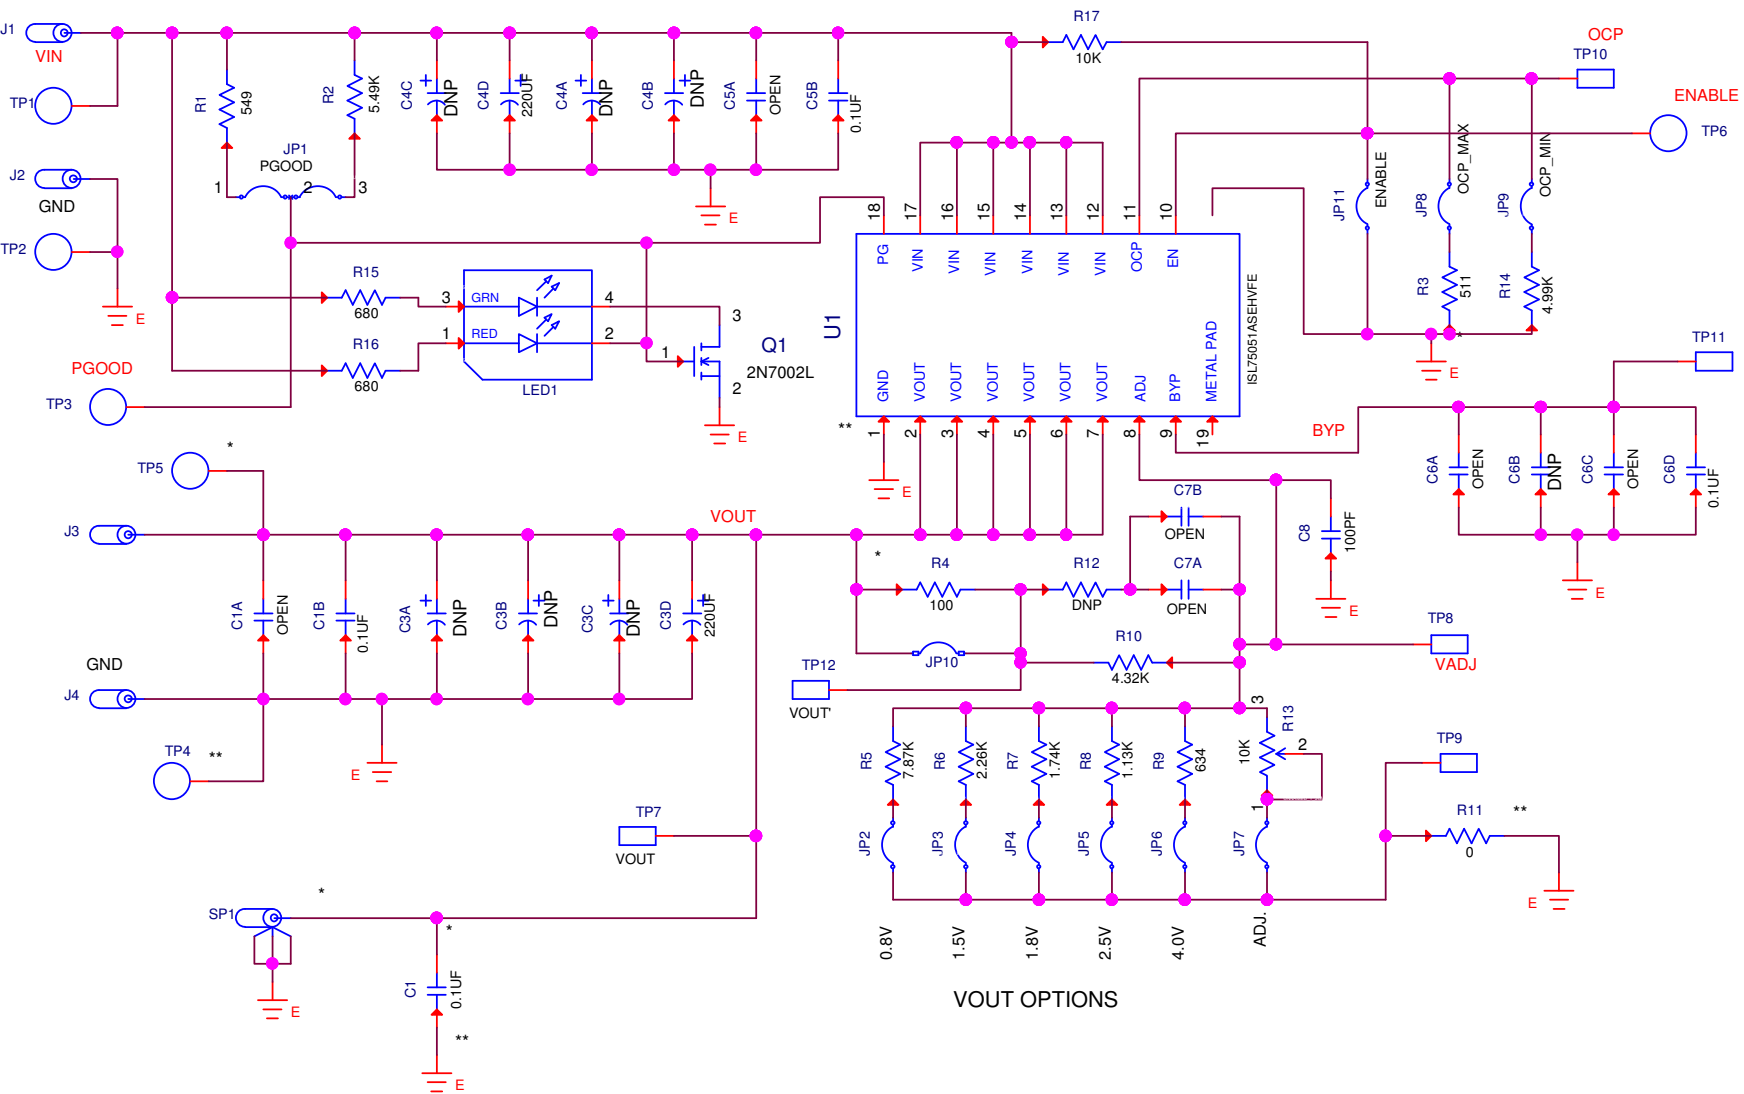 J1
VIN
TP1
R1
549
R2
5.49K
JP1
PGOOD
1
2
3
C4C
+
DNP
C4D
+
220UF
C4A
+
DNP
C4B
+
DNP
C5A
OPEN
C5B
0.1UF
E
R17
10K
OCP
TP10
ENABLE
TP6
J2
GND
TP2
E
JP11
ENABLE
JP8
OCP_MAX
JP9
OCP_MIN
R3
511
R14
4.99K
*
E
18
17
16
15
14
13
12
11
10
PG
VIN
VIN
VIN
VIN
VIN
VIN
OCP
EN
U1
ISL75051ASEHVFE
GND
VOUT
VOUT
VOUT
VOUT
VOUT
VOUT
ADJ
BYP
METAL PAD
**
1
2
3
4
5
6
7
8
9
19
E
R15
680
R16
680
3
GRN
4
1
RED
2
LED1
3
1
2
Q1
2N7002L
E
PGOOD
TP3
TP11
BYP
C6A
OPEN
C6B
DNP
C6C
OPEN
C6D
0.1UF
E
*
TP5
J3
VOUT
C1A
OPEN
C1B
0.1UF
C3A
+
DNP
C3B
+
DNP
C3C
+
DNP
C3D
+
220UF
GND
J4
TP4
**
E
*
R4
100
R12
DNP
C7B
OPEN
C7A
OPEN
C8
100PF
E
JP10
R10
4.32K
TP12
VOUT'
TP8
VADJ
R5
7.87K
R6
2.26K
R7
1.74K
R8
1.13K
R9
634
3
R13
10K
2
1
JP2
JP3
JP4
JP5
JP6
JP7
TP9
R11
**
0
E
0.8V
1.5V
1.8V
2.5V
4.0V
ADJ.
VOUT OPTIONS
TP7
VOUT
*
SP1
E
*
C1
0.1UF
**
E